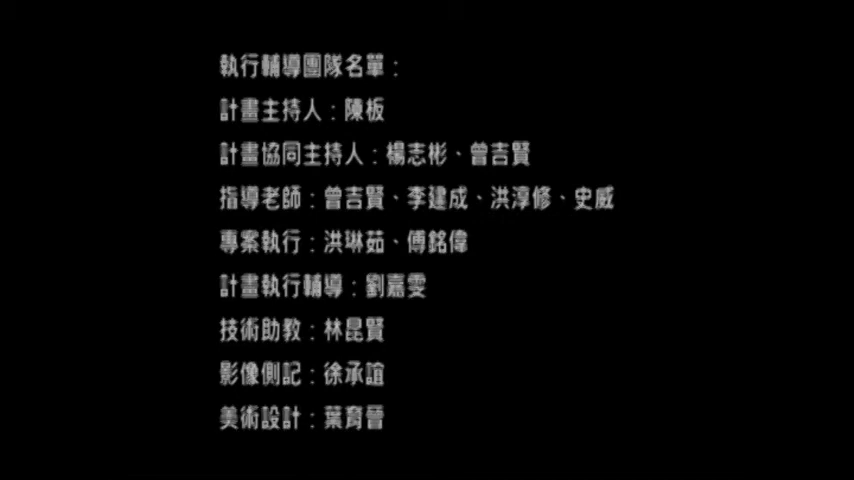 執行輔導團隊名單：
計畫主持人：陳板
計畫協同主持人：楊志彬、曾吉賢
指導老師：曾吉賢、李建成、洪淳修、史威
專案執行：洪琳茹、傅銘偉
計畫執行輔導：劉嘉雯
技術助教：林昆賢
影像側記：徐承誼
美術設計：葉育晉